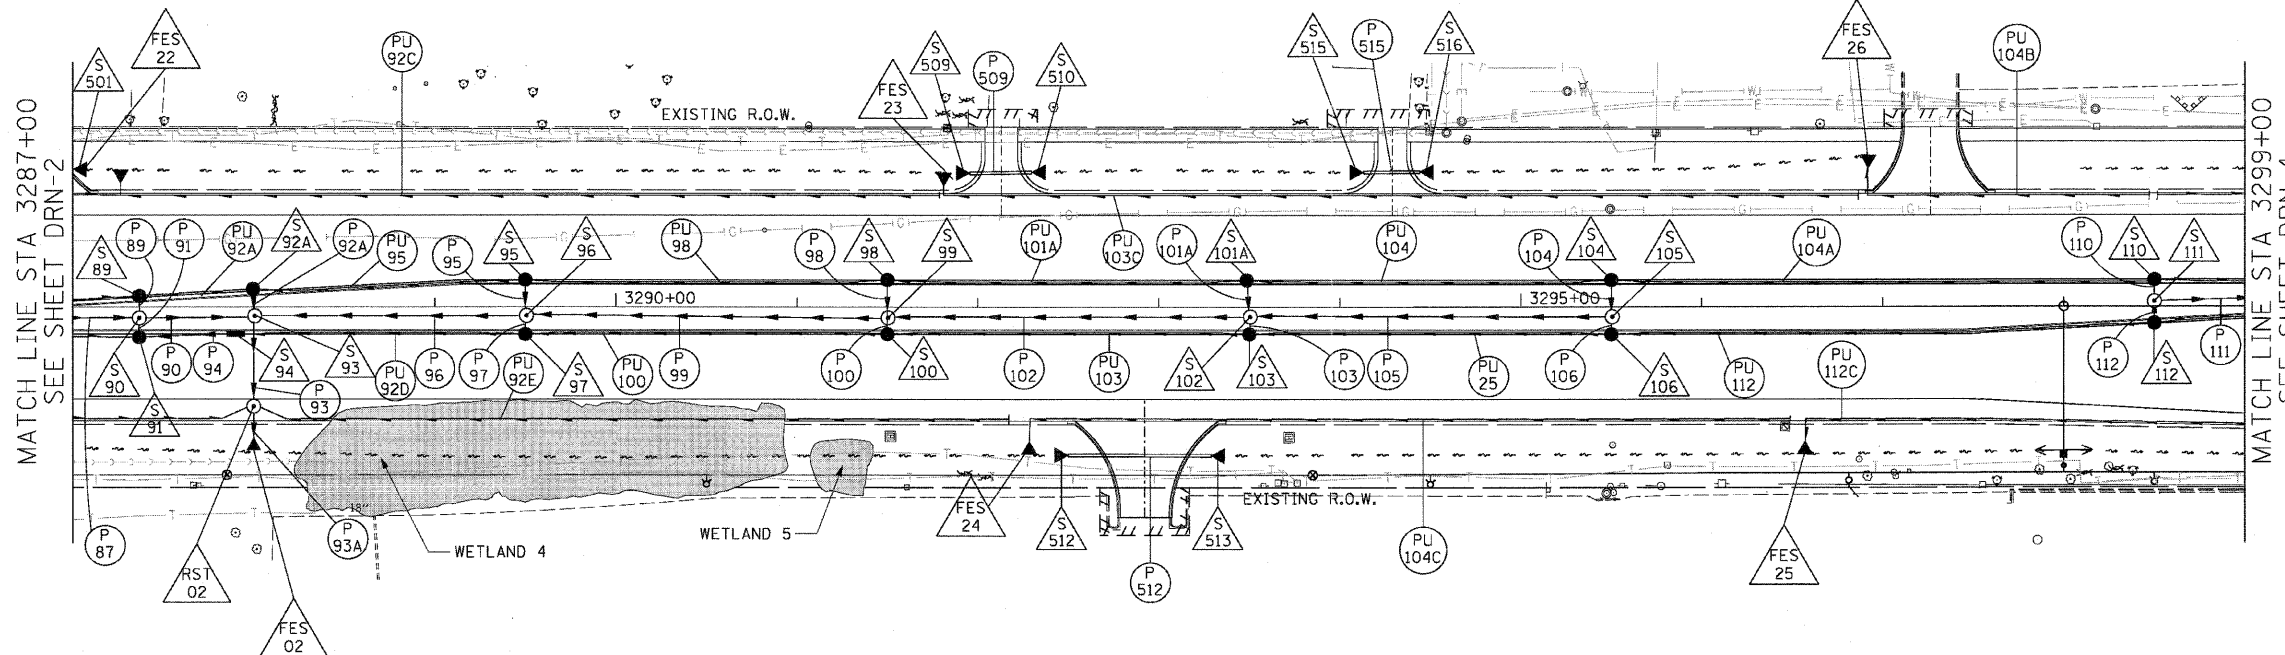 MATCH LINE STA 3287+00
SEE SHEET DRN-2
S
501
FES
22
PU
92C
EXISTING R.O.W.
FES
23
S
509
P
509
S
510
S
515
P
515
S
516
FES
26
PU
104B
MATCH LINE STA 3299+00
S
89
P
89
P
91
PU
92A
S
92A
P
92A
PU
95
P
95
S
95
S
96
PU
98
P
98
S
98
S
99
PU
101A
PU
103C
P
101A
S
101A
PU
104
P
104
S
104
S
105
PU
104A
P
110
S
110
S
111
3290+00
3295+00
S
90
S
91
P
90
P
94
S
94
S
93
PU
92D
P
96
P
97
PU
92E
S
97
PU
100
P
99
P
100
S
100
P
102
PU
103
S
102
S
103
P
103
P
105
PU
25
P
106
S
106
PU
112
PU
112C
P
112
S
112
P
111
P
93
P
87
RST
02
FES
02
P
93A
18"
WETLAND 4
WETLAND 5
FES
24
S
512
P
512
S
513
EXISTING R.O.W.
PU
104C
FES
25